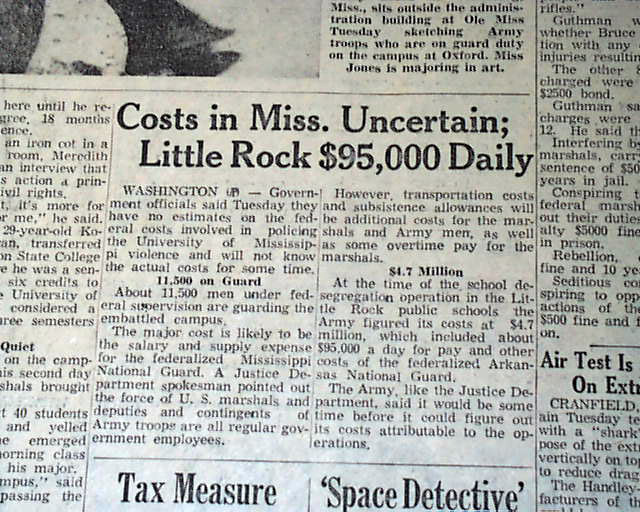 Miss., sits outside the adminis-
tration building at Ole Miss
Tuesday sketching Army
troops who are on guard duty
on the campus at Oxford. Miss
Jones is majoring in art.
here until he re-
gree, 18 months
ence.
an iron cot in a
room, Meredith
an interview that
s action a prin-
ivil rights.
t, it's more for
or me," he said.
29-year-old Ko-
an, transferred
on State College
e he was a sen-
six credits to
e University of
considered a
ree semesters
Quiet
on the camp-
his second day
shals brought
t 40 students
and yelled
e emerged
morning class
his major.
mpus," said
passing the
Costs in Miss. Uncertain;
Little Rock $95,000 Daily
WASHINGTON (AP) — Govern-
ment officials said Tuesday they
have no estimates on the fed-
eral costs involved in policing
the University of Mississip-
pi violence and will not know
the actual costs for some time.
11,500 on Guard
About 11,500 men under fed-
eral supervision are guarding the
embattled campus.
The major cost is likely to be
the salary and supply expense
for the federalized Mississippi
National Guard. A Justice De-
partment spokesman pointed out
the force of U. S. marshals and
deputies and contingents of
Army troops are all regular gov-
ernment employees.
However, transportation costs
and subsistence allowances will
be additional costs for the mar-
shals and Army men, as well
as some overtime pay for the
marshals.
$4.7 Million
At the time of the school de-
segregation operation in the Lit-
tle Rock public schools the
Army figured its costs at $4.7
million, which included about
$95,000 a day for pay and other
costs of the federalized Arkan-
sas National Guard.
The Army, like the Justice De-
partment, said it would be some
time before it could figure out
its costs attributable to the op-
erations.
Tax Measure
'Space Detective'
rifles."
Guthman
whether Bruce
tion with any
injuries resultin
The other
charged were
$2500 bond.
Guthman sa
charges were
12. He said
Interfering by
marshals, carr
sentence of $50
years in jail.
Conspiring
federal marsh
out their dutie
alty $5000 fine
in prison.
Rebellion,
fine and 10 ye
Seditious co
spiring to opp
actions of the
$500 fine and
on.
Air Test Is
On Extr
CRANFIELD,
ain Tuesday te
with a "shark
pose of the extr
vertically on to
to reduce drag
The Handley
facturers of th